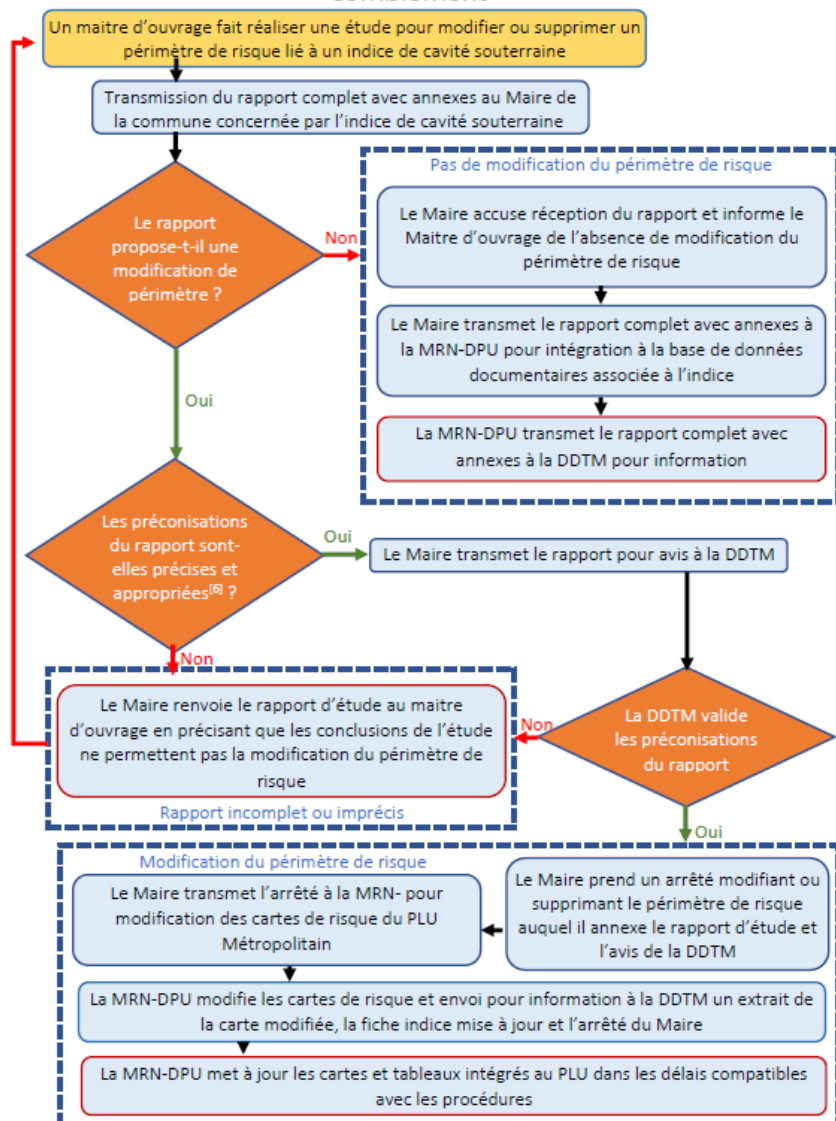 Un maitre d'ouvrage fait réaliser une étude pour modifier ou supprimer un
périmètre de risque lié à un indice de cavité souterraine
Transmission du rapport complet avec annexes au Maire de
la commune concernée par l'indice de cavité souterraine
Le rapport
propose-t-il une
modification de
périmètre ?
Non
Pas de modification du périmètre de risque
Le Maire accuse réception du rapport et informe le
Maitre d'ouvrage de l'absence de modification du
périmètre de risque
Le Maire transmet le rapport complet avec annexes à
la MRN-DPU pour intégration à la base de données
documentaires associée à l'indice
La MRN-DPU transmet le rapport complet avec
annexes à la DDTM pour information
Oui
Les préconisations
du rapport sont-
elles précises et
appropriées[6] ?
Oui
Le Maire transmet le rapport pour avis à la DDTM
Non
Le Maire renvoie le rapport d'étude au maitre
d'ouvrage en précisant que les conclusions de l'étude
ne permettent pas la modification du périmètre de
risque
Rapport incomplet ou imprécis
Non
La DDTM valide
les préconisations
du rapport
Oui
Modification du périmètre de risque
Le Maire prend un arrêté modifiant ou
supprimant le périmètre de risque
auquel il annexe le rapport d'étude et
l'avis de la DDTM
Le Maire transmet l'arrêté à la MRN- pour
modification des cartes de risque du PLU
Métropolitain
La MRN-DPU modifie les cartes de risque et envoi pour information à la DDTM un extrait de
la carte modifiée, la fiche indice mise à jour et l'arrêté du Maire
La MRN-DPU met à jour les cartes et tableaux intégrés au PLU dans les délais compatibles
avec les procédures